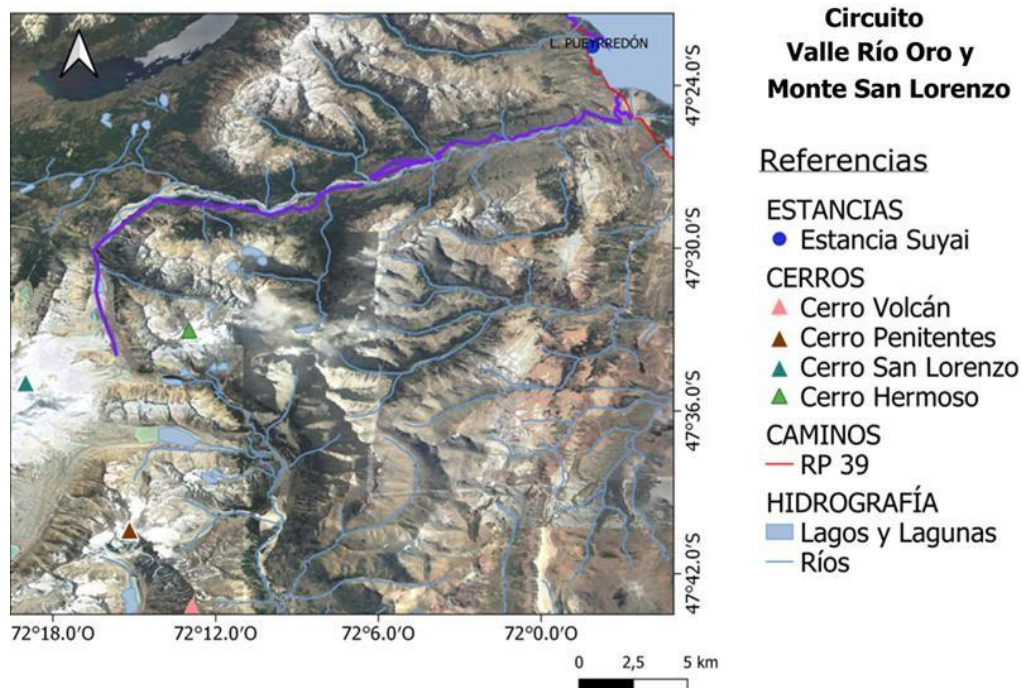 Circuito
Valle Río Oro y
Monte San Lorenzo
Referencias
ESTANCIAS
Estancia Suyai
CERROS
Cerro Volcán
Cerro Penitentes
Cerro San Lorenzo
Cerro Hermoso
CAMINOS
RP 39
HIDROGRAFÍA
Lagos y Lagunas
Ríos
L. PUEYRREDÓN
47°24.0'S
47°30.0'S
47°36.0'S
47°42.0'S
72°18.0'O 72°12.0'O 72°6.0'O 72°0.0'O
0 2,5 5 km